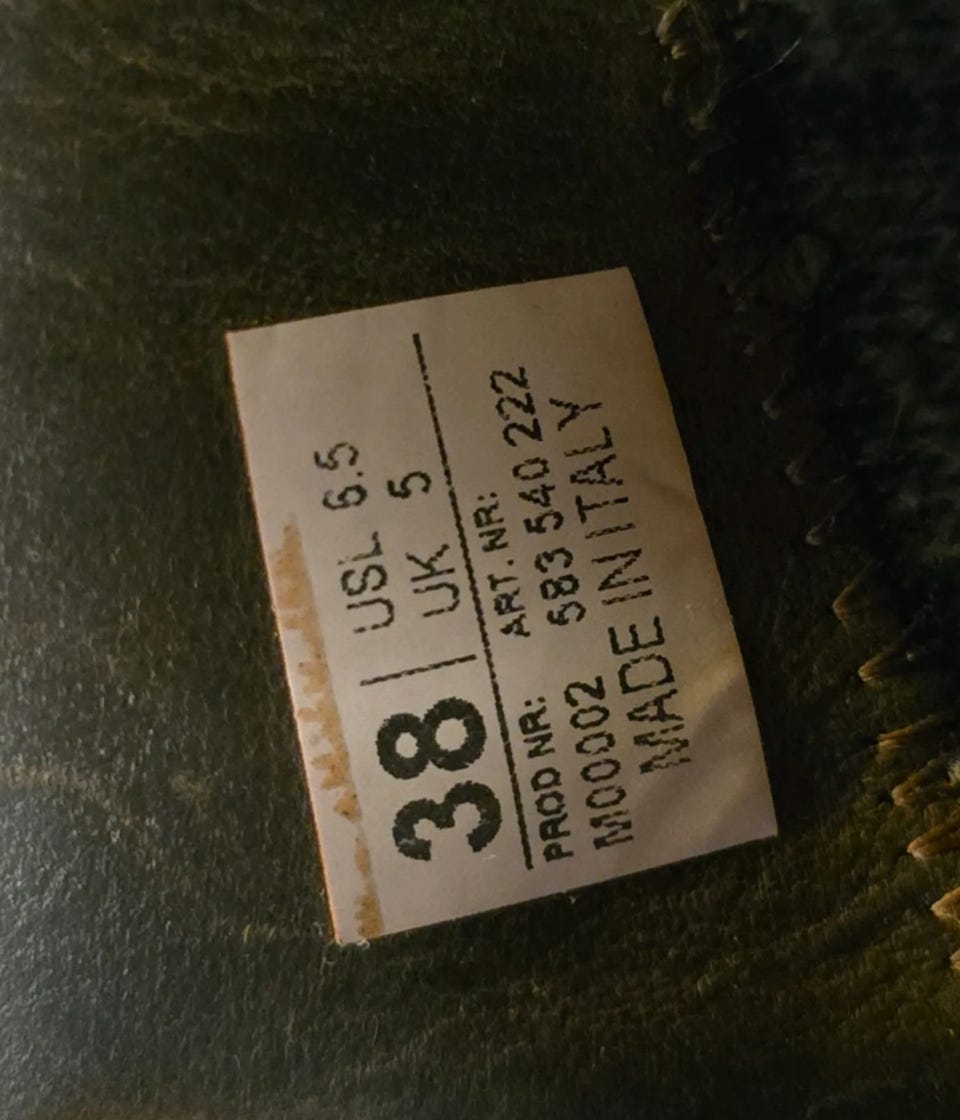 38 | USL 6.5
UK 5
PROD NR: ART. NR:
M00002 583 540 222
MADE IN ITALY